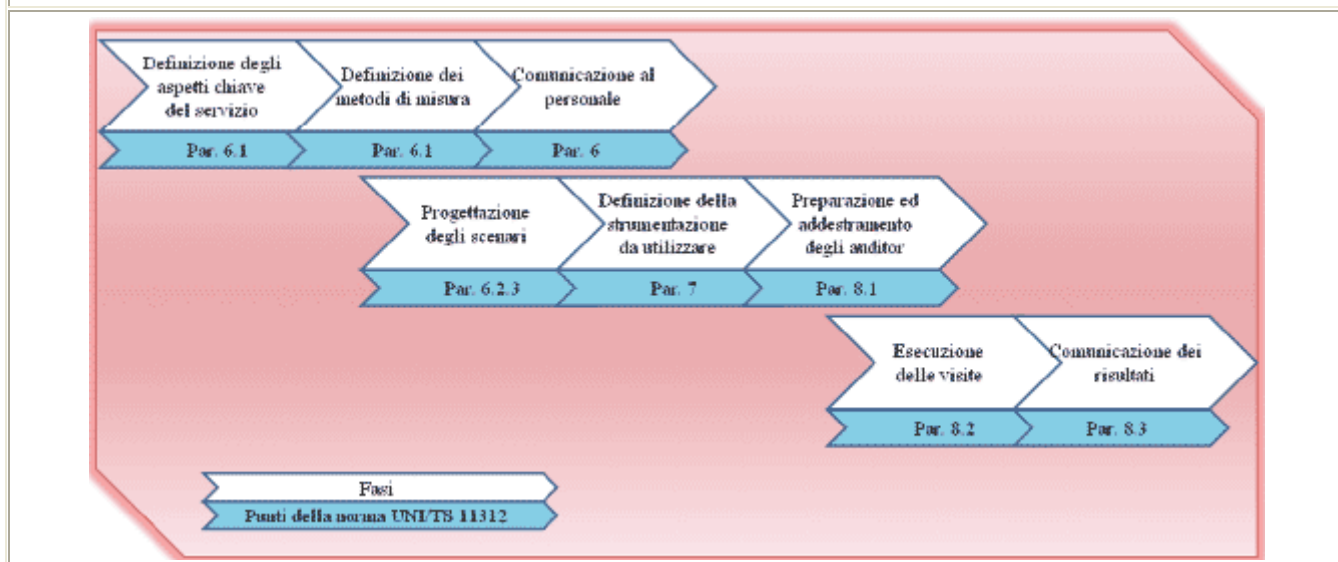 Definizione degli
aspetti chiave
del servizio
Definizione dei
metodi di misura
Comunicazione al
personale
Par. 6.1
Par. 6.1
Par. 6
Progettazione
degli scenari
Definizione della
strumentazione
da utilizzare
Preparazione ed
addestramento
degli auditor
Par. 6.2.3
Par. 7
Par. 8.1
Esecuzione
delle visite
Comunicazione dei
risultati
Par. 8.2
Par. 8.3
Fasi
Punti della norma UNI/TS 11312